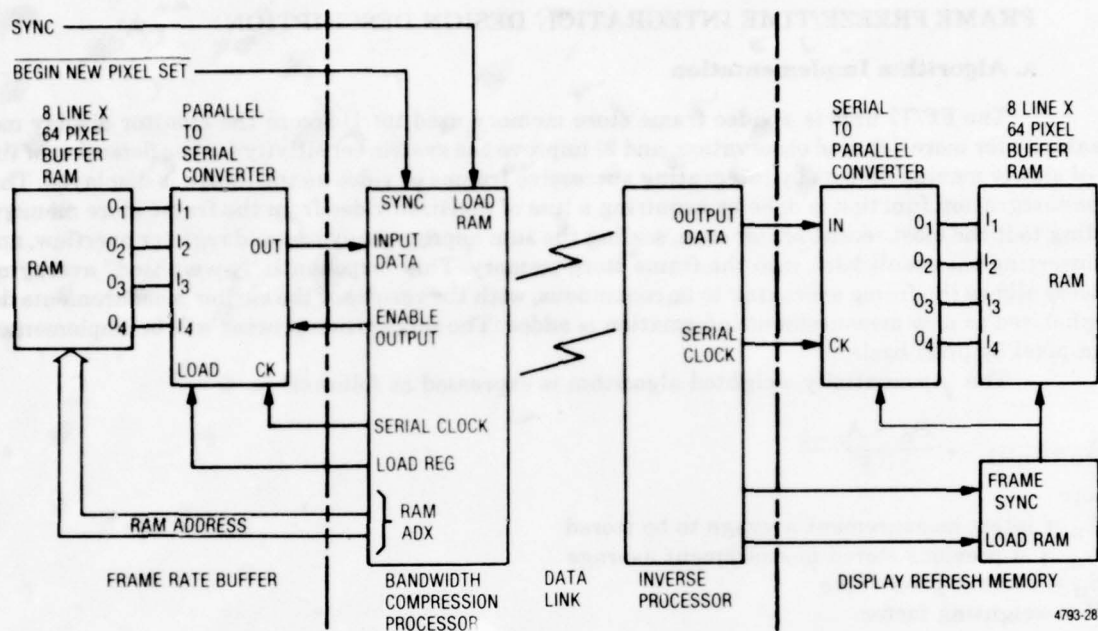 SYNC
BEGIN NEW PIXEL SET
8 LINE X
64 PIXEL
BUFFER
RAM
PARALLEL
TO
SERIAL
CONVERTER
RAM
O1
O2
O3
O4
I1
I2
I3
I4
OUT
LOAD CK
SYNC LOAD
RAM
INPUT
DATA
ENABLE
OUTPUT
SERIAL CLOCK
LOAD REG
RAM
ADX
RAM ADDRESS
OUTPUT
DATA
SERIAL
CLOCK
SERIAL
TO
PARALLEL
CONVERTER
8 LINE X
64 PIXEL
BUFFER
RAM
IN
CK
O1
O2
O3
O4
I1
I2
I3
I4
RAM
FRAME
SYNC
LOAD RAM
FRAME RATE BUFFER
BANDWIDTH
COMPRESSION
PROCESSOR
DATA
LINK
INVERSE
PROCESSOR
DISPLAY REFRESH MEMORY
4793-28